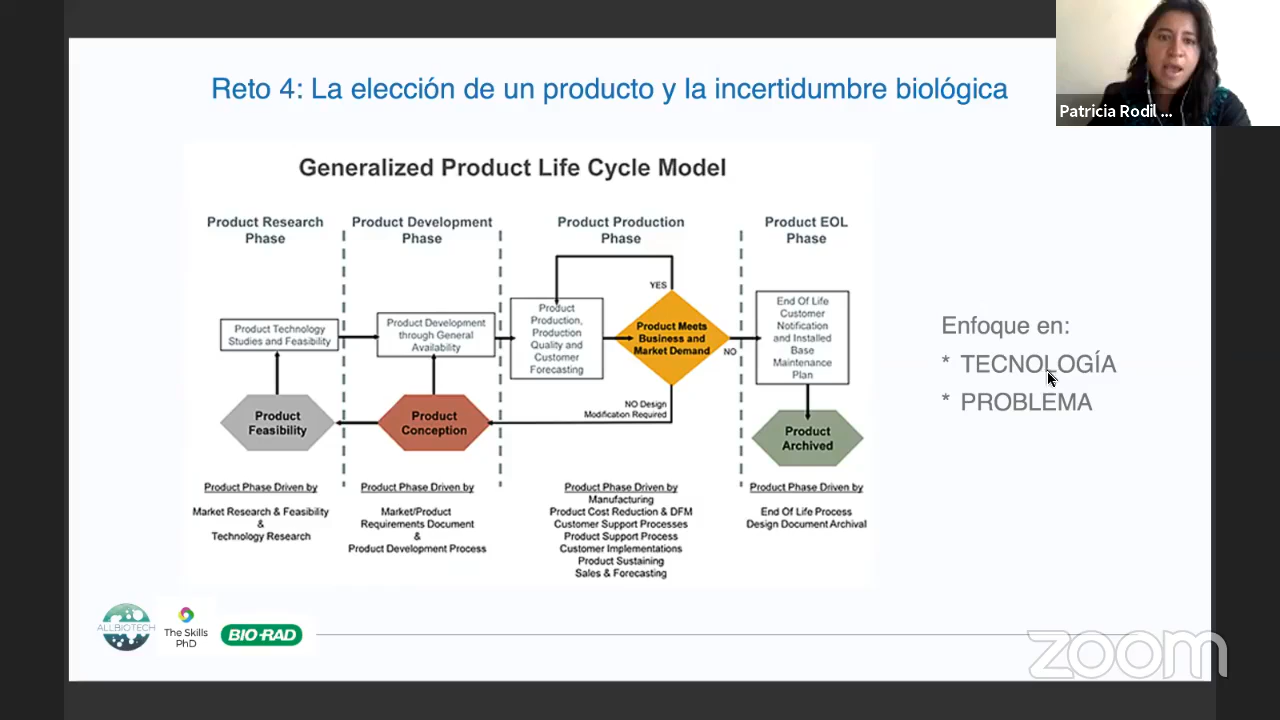 Reto 4: La elección de un producto y la incertidumbre biológica
Patricia Rodil ...
Generalized Product Life Cycle Model
Product Research
Phase
Product Development
Phase
Product Production
Phase
Product EOL
Phase
Product Technology
Studies and Feasibility
Product Development
through General
Availability
Product
Production,
Production
Quality and
Customer
Forecasting
YES
Product Meets
Business and
Market Demand
NO
End Of Life
Customer
Notification
and Installed
Base
Maintenance
Plan
NO Design
Modification Required
Product
Feasibility
Product
Conception
Product
Archived
Product Phase Driven by
Market Research & Feasibility
&
Technology Research
Product Phase Driven by
Market/Product
Requirements Document
&
Product Development Process
Product Phase Driven by
Manufacturing
Product Cost Reduction & DFM
Customer Support Processes
Product Support Process
Customer Implementations
Product Sustaining
Sales & Forecasting
Product Phase Driven by
End Of Life Process
Design Document Archival
Enfoque en:
* TECNOLOGÍA
* PROBLEMA
ALLBIOTECH
The Skills
PhD
BIO-RAD
zoom